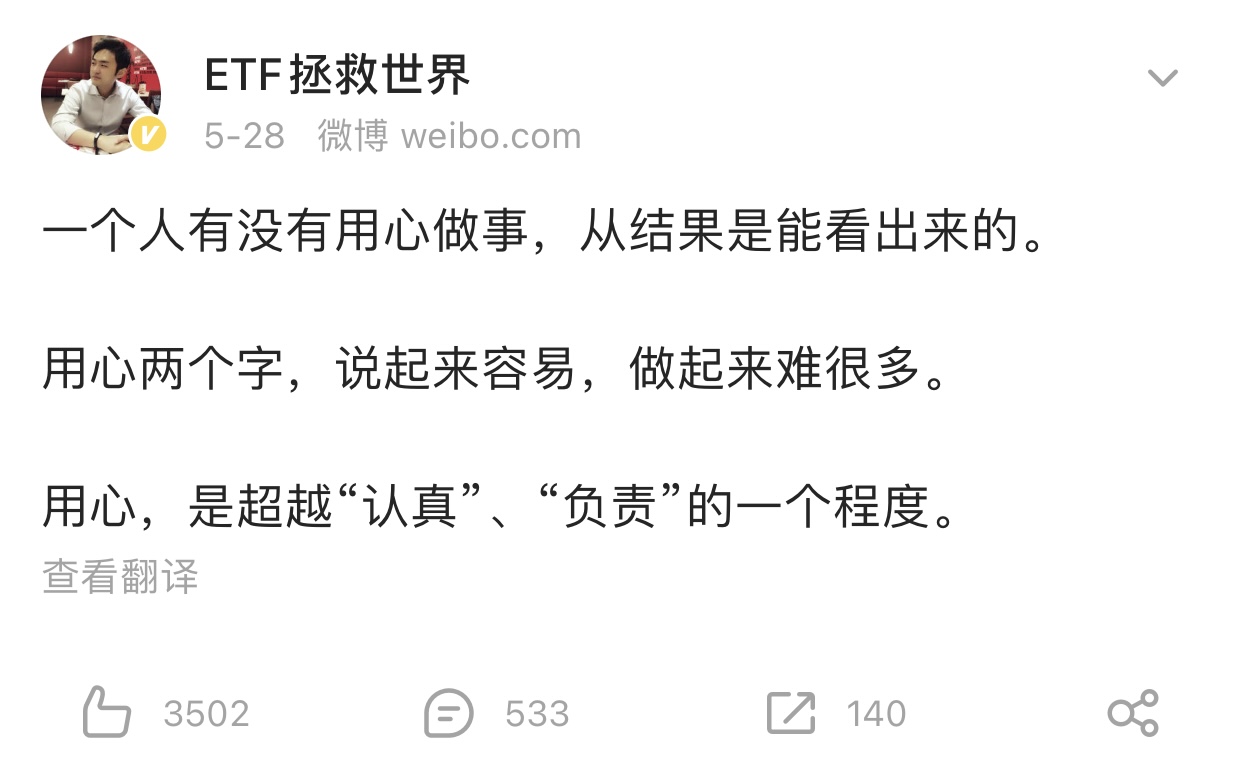 ETF拯救世界
5-28 微博 weibo.com
一个人有没有用心做事，从结果是能看出来的。
用心两个字，说起来容易，做起来难很多。
用心，是超越“认真”、“负责”的一个程度。
查看翻译
3502 533 140